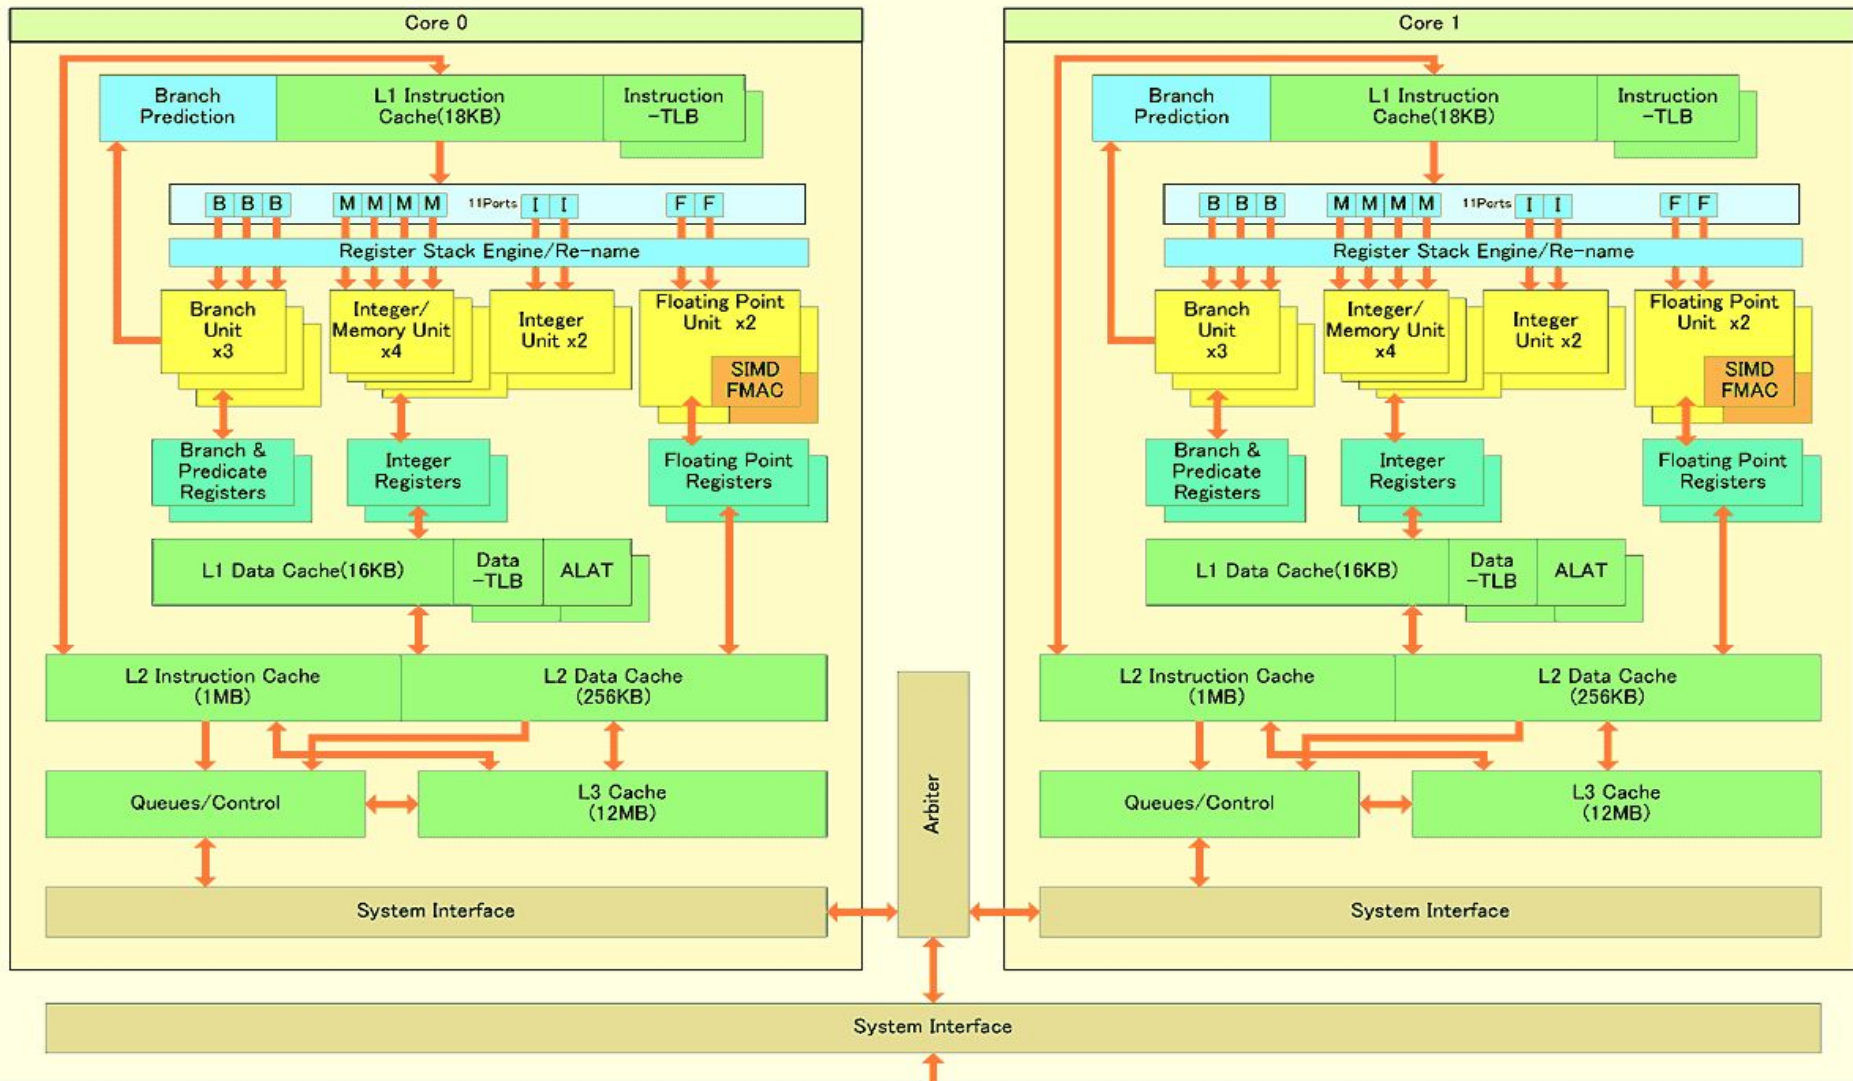 Core 0
Branch
Prediction
L1 Instruction
Cache(18KB)
Instruction
-TLB
B B B M M M M 11Ports I I F F
Register Stack Engine/Re-name
Branch
Unit
x3
Integer/
Memory Unit
x4
Integer
Unit x2
Floating Point
Unit x2
SIMD
FMAC
Branch &
Predicate
Registers
Integer
Registers
Floating Point
Registers
L1 Data Cache(16KB)
Data
-TLB
ALAT
L2 Instruction Cache
(1MB)
L2 Data Cache
(256KB)
Queues/Control
L3 Cache
(12MB)
System Interface
Arbiter
Core 1
Branch
Prediction
L1 Instruction
Cache(18KB)
Instruction
-TLB
B B B M M M M 11Ports I I F F
Register Stack Engine/Re-name
Branch
Unit
x3
Integer/
Memory Unit
x4
Integer
Unit x2
Floating Point
Unit x2
SIMD
FMAC
Branch &
Predicate
Registers
Integer
Registers
Floating Point
Registers
L1 Data Cache(16KB)
Data
-TLB
ALAT
L2 Instruction Cache
(1MB)
L2 Data Cache
(256KB)
Queues/Control
L3 Cache
(12MB)
System Interface
System Interface